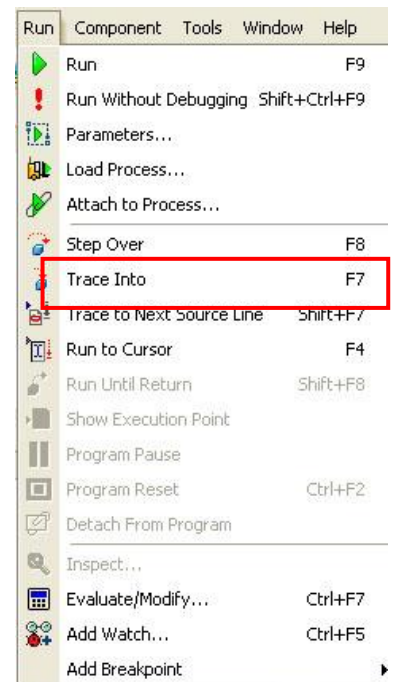 Run Component Tools Window Help
Run F9
Run Without Debugging Shift+Ctrl+F9
Parameters...
Load Process...
Attach to Process...
Step Over F8
Trace Into F7
Trace to Next Source Line Shift+F7
Run to Cursor F4
Run Until Return Shift+F8
Show Execution Point
Program Pause
Program Reset Ctrl+F2
Detach From Program
Inspect...
Evaluate/Modify... Ctrl+F7
Add Watch... Ctrl+F5
Add Breakpoint